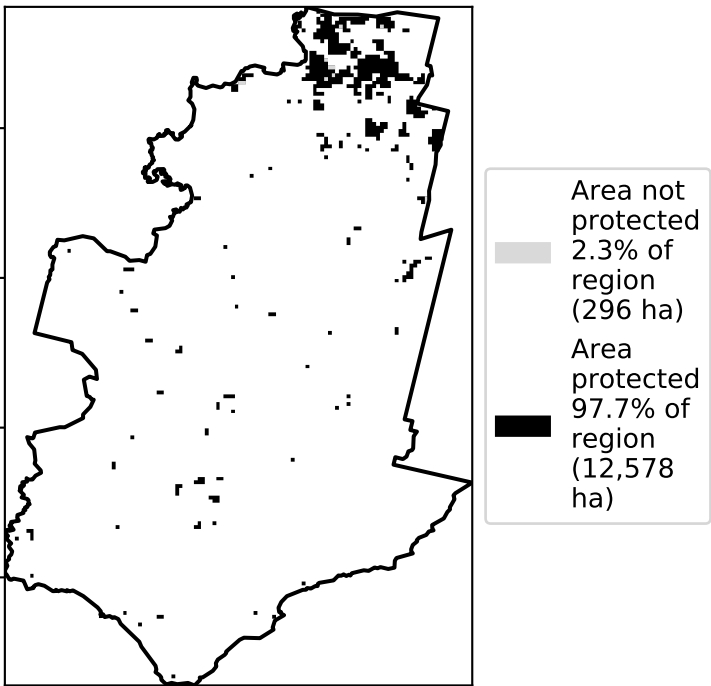 Area not
protected
2.3% of
region
(296 ha)
Area
protected
97.7% of
region
(12,578
ha)